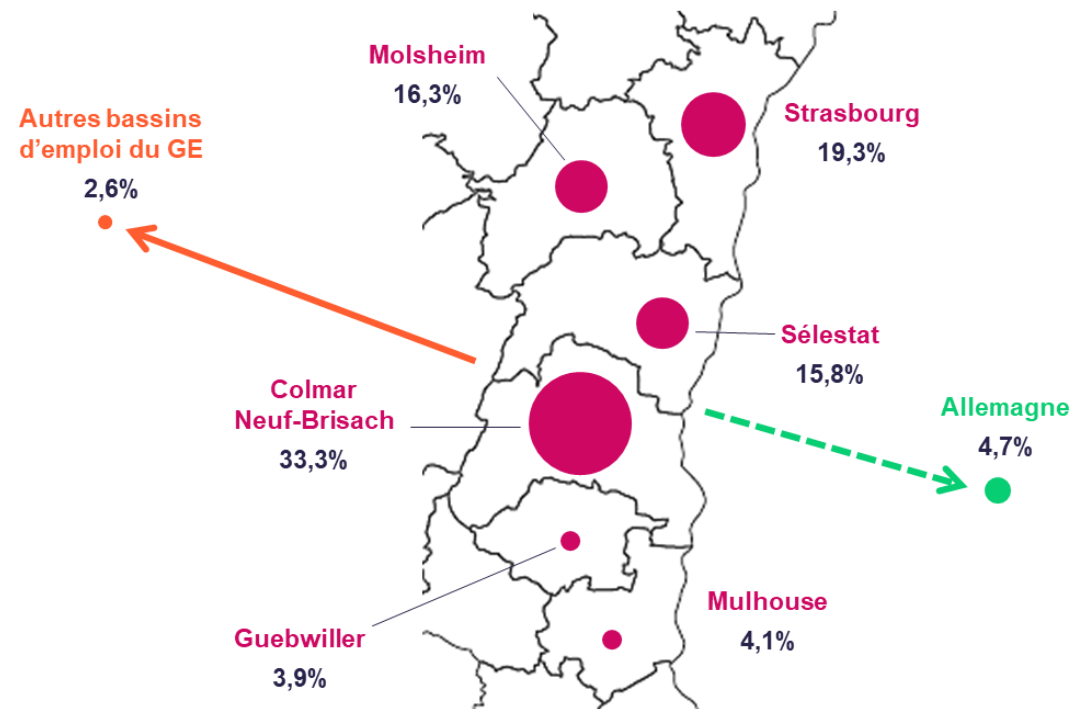 Molsheim
16,3%
Strasbourg
19,3%
Autres bassins
d’emploi du GE
2,6%
Sélestat
15,8%
Colmar
Neuf-Brisach
33,3%
Allemagne
4,7%
Mulhouse
4,1%
Guebwiller
3,9%